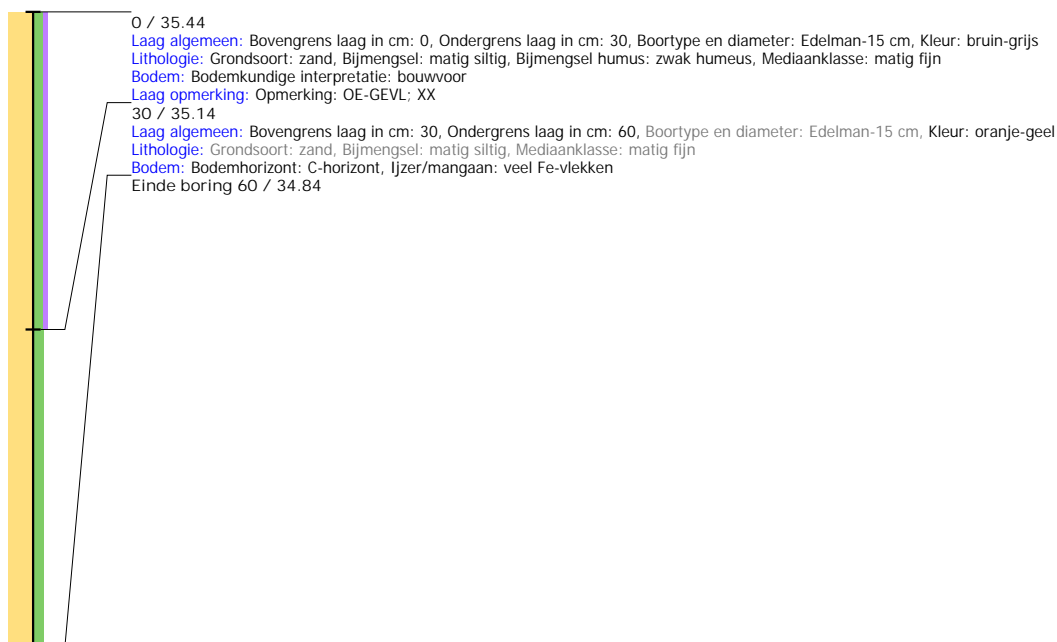 0 / 35.44
Laag algemeen: Bovengrens laag in cm: 0, Ondergrens laag in cm: 30, Boortype en diameter: Edelman-15 cm, Kleur: bruin-grijs
Lithologie: Grondsoort: zand, Bijmengsel: matig siltig, Bijmengsel humus: zwak humeus, Mediaanklasse: matig fijn
Bodem: Bodemkundige interpretatie: bouwvoor
Laag opmerking: Opmerking: OE-GEVL; XX
30 / 35.14
Laag algemeen: Bovengrens laag in cm: 30, Ondergrens laag in cm: 60, Boortype en diameter: Edelman-15 cm, Kleur: oranje-geel
Lithologie: Grondsoort: zand, Bijmengsel: matig siltig, Mediaanklasse: matig fijn
Bodem: Bodemhorizont: C-horizont, Ijzer/mangaan: veel Fe-vlekken
Einde boring 60 / 34.84